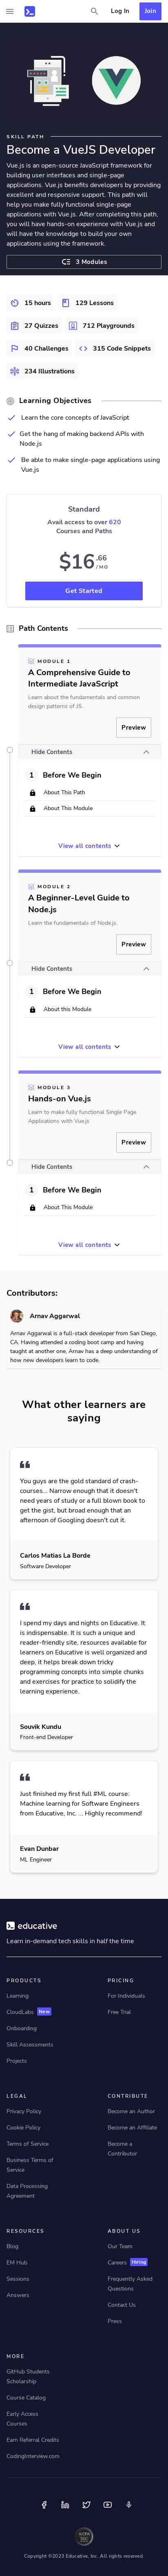 Log In
Join
SKILL PATH
Become a VueJS Developer
Vue.js is an open-source JavaScript framework for
building user interfaces and single-page
applications. Vue.js benefits developers by providing
fast and responsive support. This path will
help you make fully functional single-page
applications with Vue.js. After completing this path,
you will have hands-on experience with Vue.js and
will have the bedrock to help you build your own
applications using the framework.
3 Modules
15 hours
129 Lessons
27 Quizzes
712 Playgrounds
40 Challenges
315 Code Snippets
234 Illustrations
Learning Objectives
Learn the core concepts of JavaScript
Get the hang of making backend APIs with
Node.js
Be able to make single-page applications using
Vue.js
Standard
Avail access to over 620
Courses and Paths
$16.66
/MO
Get Started
Path Contents
MODULE 1
A Comprehensive Guide to
Intermediate JavaScript
Learn about the fundamentals and common
design patterns of JS.
Preview
Hide Contents
1 Before We Begin
About This Path
About This Module
View all contents
MODULE 2
A Beginner-Level Guide to
Node.js
Learn the fundamentals of Node.js.
Preview
Hide Contents
1 Before We Begin
About this Module
View all contents
MODULE 3
Hands-on Vue.js
Learn to make fully functional Single Page
Applications with Vue.js
Preview
Hide Contents
1 Before We Begin
About This Module
View all contents
Contributors:
Arnav Aggarwal
Arnav Aggarwal is a full-stack developer from San Diego,
CA. Having attended a coding boot camp and having
taught at another one, Arnav has a deep understanding of
how new developers learn to code.
What other learners are
saying
You guys are the gold standard of crash-
courses... Narrow enough that it doesn't
need years of study or a full blown book to
get the gist, but broad enough that an
afternoon of Googling doesn't cut it.
Carlos Matias La Borde
Software Developer
I spend my days and nights on Educative. It
is indispensable. It is such a unique and
reader-friendly site, resources available for
learners on Educative is well organized and
deep, it helps break down tricky
programming concepts into simple chunks
and exercises for practice to solidify the
learning experience.
Souvik Kundu
Front-end Developer
Just finished my first full #ML course:
Machine learning for Software Engineers
from Educative, Inc. ... Highly recommend!
Evan Dunbar
ML Engineer
educative
Learn in-demand tech skills in half the time
PRODUCTS
Learning
CloudLabs New
Onboarding
Skill Assessments
Projects
PRICING
For Individuals
Free Trial
LEGAL
Privacy Policy
Cookie Policy
Terms of Service
Business Terms of
Service
Data Processing
Agreement
CONTRIBUTE
Become an Author
Become an Affiliate
Become a
Contributor
RESOURCES
Blog
EM Hub
Sessions
Answers
ABOUT US
Our Team
Careers Hiring
Frequently Asked
Questions
Contact Us
Press
MORE
GitHub Students
Scholarship
Course Catalog
Early Access
Courses
Earn Referral Credits
CodingInterview.com
Copyright ©2023 Educative, Inc. All rights reserved.